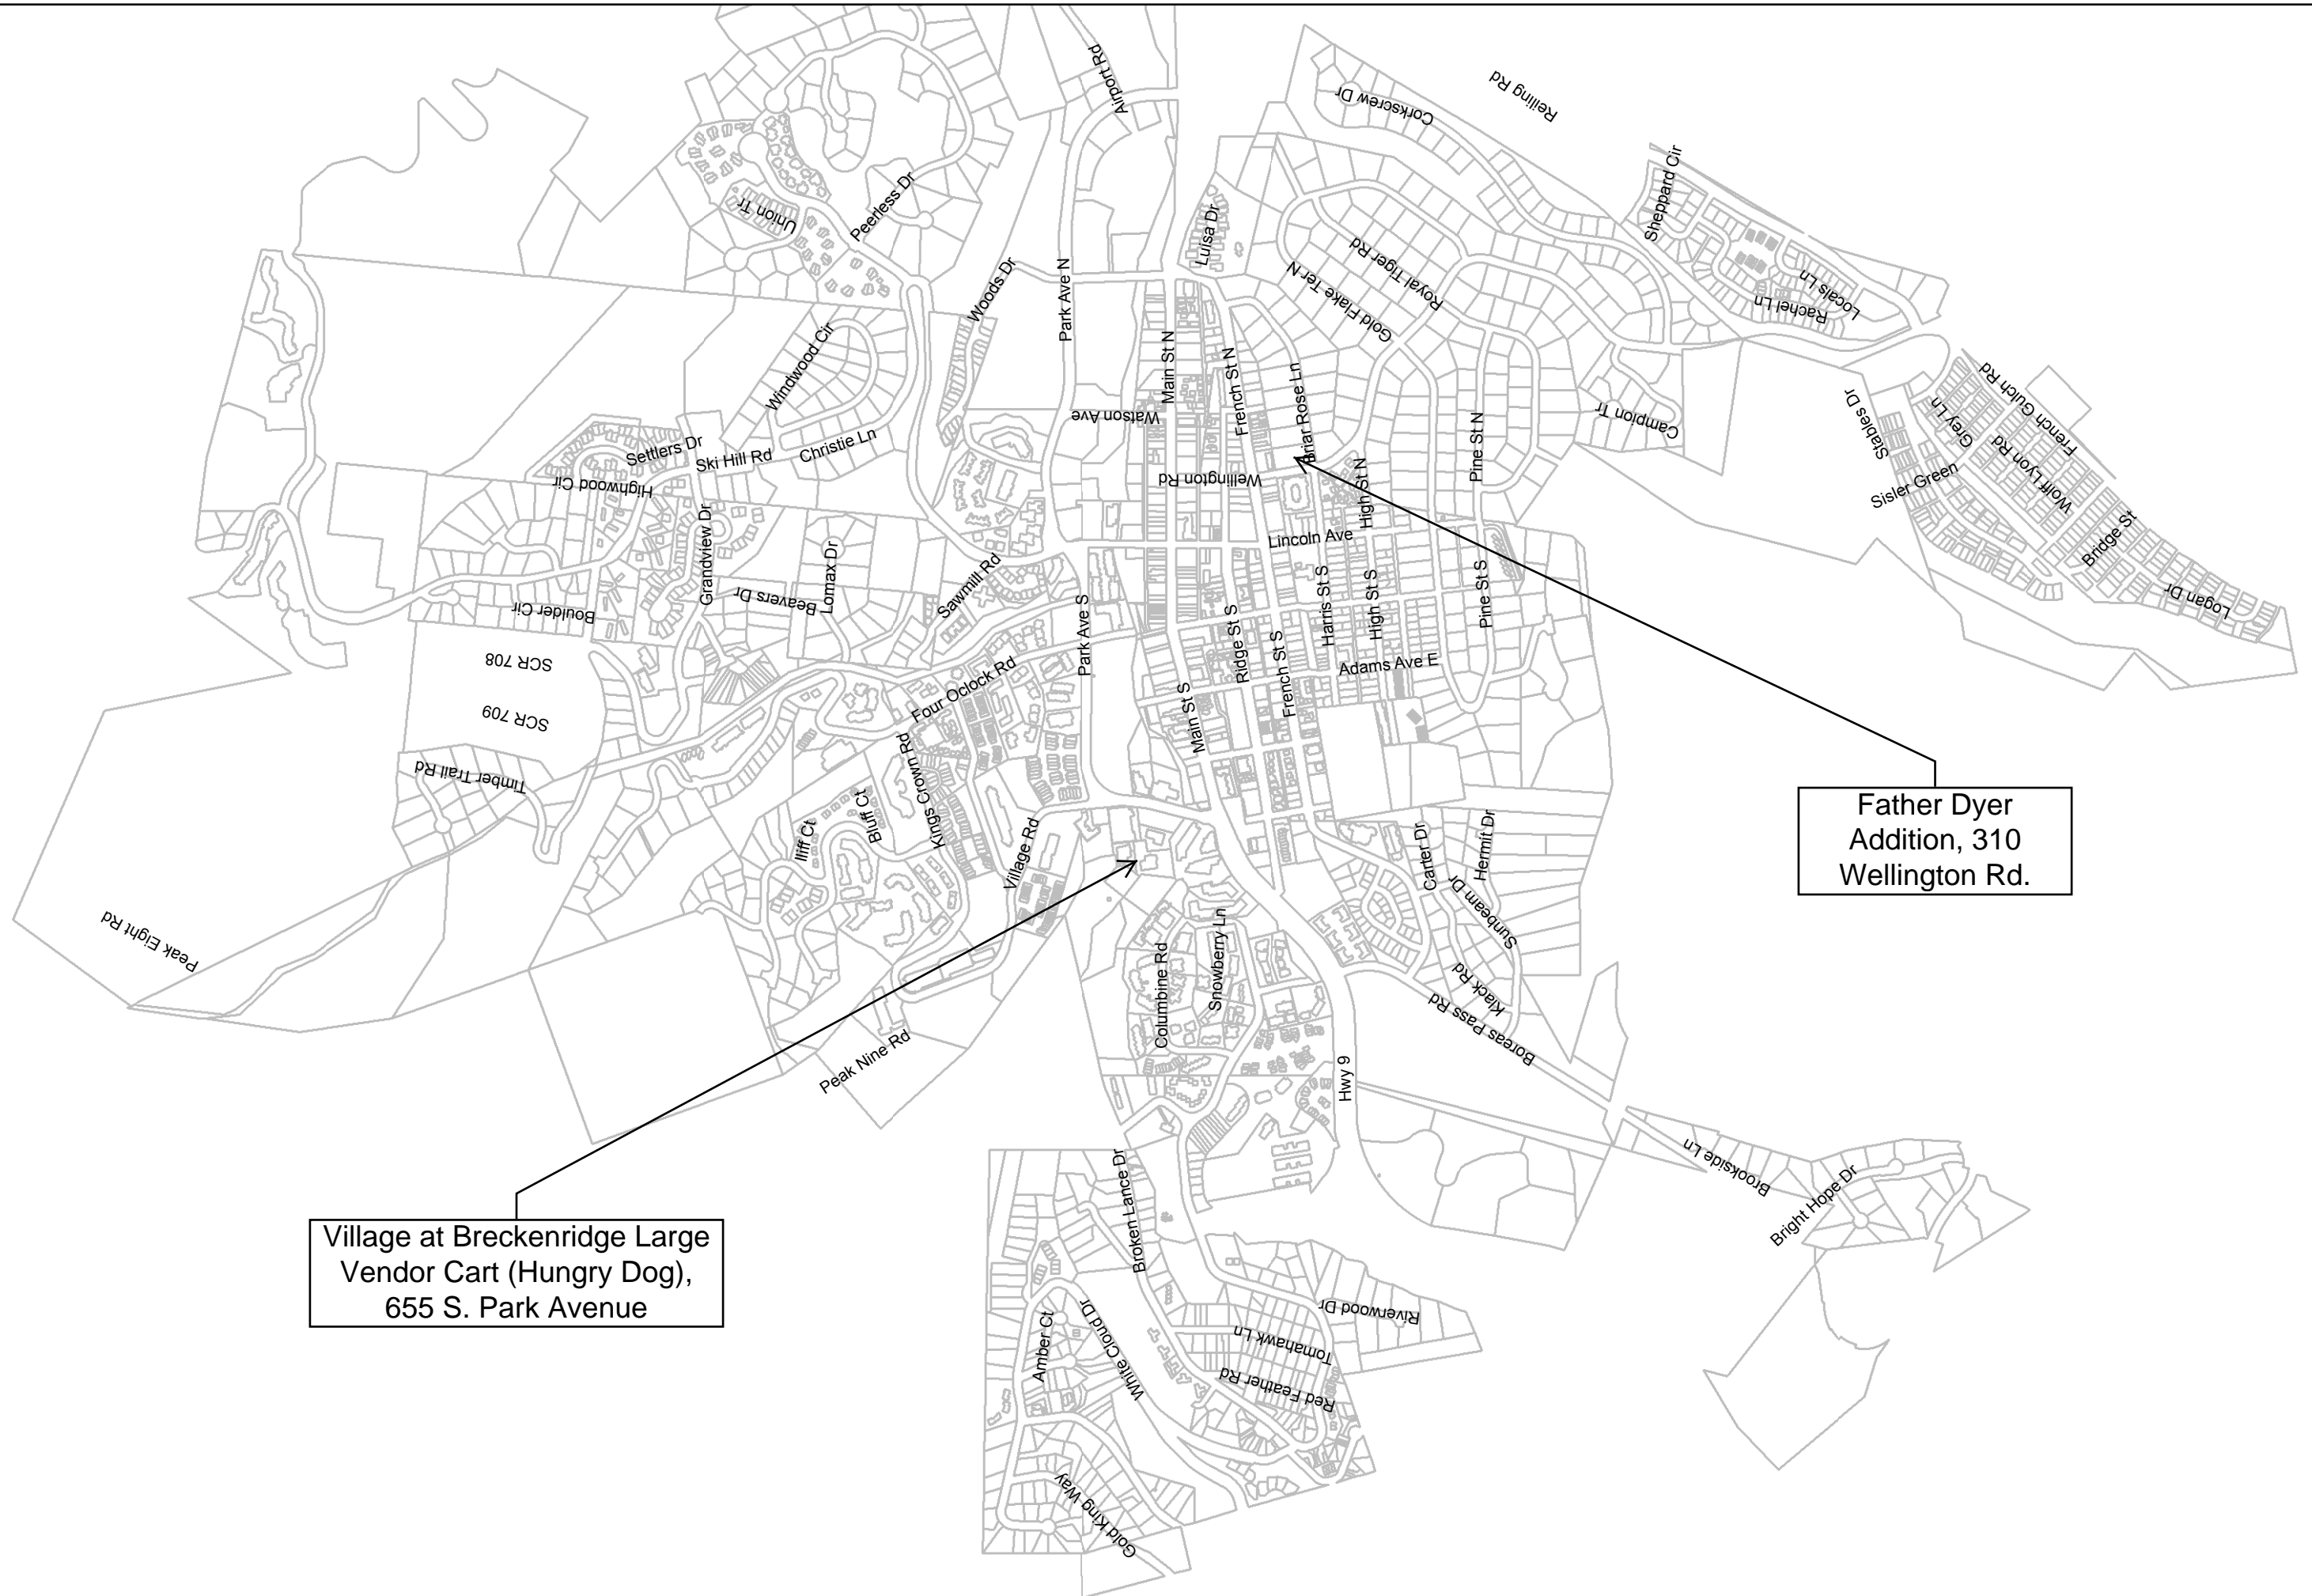 Airport Rd
Reiling Rd
Corkscrew Dr
Sheppard Cir
Peerless Dr
Union Tr
Luisa Dr
Royal Tiger Rd
Gold Flake Ter N
Locals Ln
Rachel Ln
Woods Dr
Park Ave N
Windwood Cir
Main St N
French St N
Briar Rose Ln
Campion Tr
Pine St N
French Gulch Rd
Grey Ln
Stables Dr
Wolff Lyon Rd
Sisler Green
Bridge St
Logan Dr
Watson Ave
Wellington Rd
High St N
Settlers Dr
Ski Hill Rd
Christie Ln
Highwood Cir
Grandview Dr
Lomax Dr
Beavers Dr
Boulder Cir
Sawmill Rd
Lincoln Ave
Harris St S
High St S
Pine St S
Park Ave S
Ridge St S
French St S
Adams Ave E
SCR 708
SCR 709
Four Oclock Rd
Main St S
Timber Trail Rd
Kings Crown Rd
Bluff Ct
Iliff Ct
Village Rd
Carter Dr
Hermit Dr
Sunbeam Dr
Father Dyer
Addition, 310
Wellington Rd.
Peak Eight Rd
Columbine Rd
Snowberry Ln
Klack Rd
Boreas Pass Rd
Peak Nine Rd
Hwy 9
Brookside Ln
Bright Hope Dr
Broken Lance Dr
Village at Breckenridge Large
Vendor Cart (Hungry Dog),
655 S. Park Avenue
Amber Ct
White Cloud Dr
Riverwood Dr
Tomahawk Ln
Red Feather Rd
Gold King Way